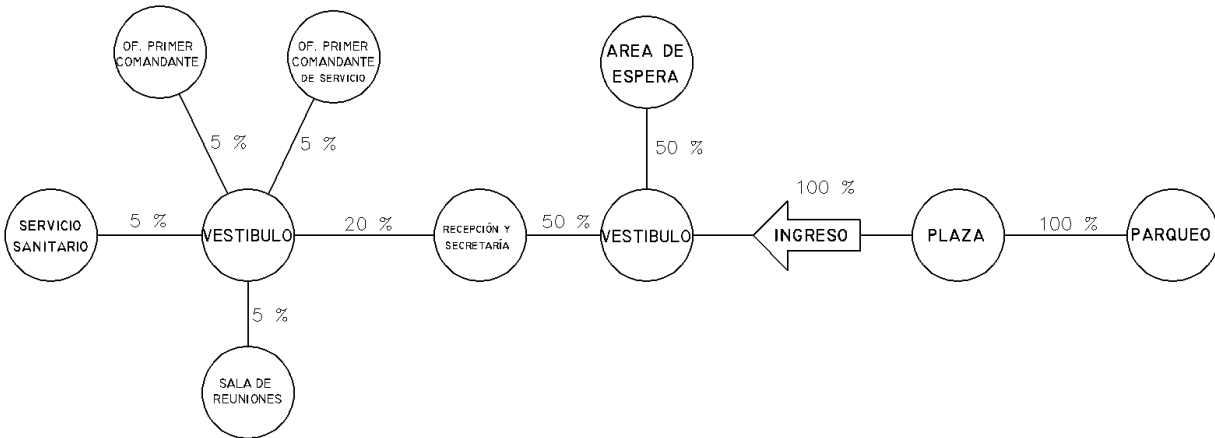 OF. PRIMER
COMANDANTE
OF. PRIMER
COMANDANTE
DE SERVICIO
AREA DE
ESPERA
5 %
5 %
50 %
100 %
SERVICIO
SANITARIO
5 %
VESTIBULO
20 %
RECEPCIÓN Y
SECRETARÍA
50 %
VESTIBULO
INGRESO
PLAZA
100 %
PARQUEO
5 %
SALA DE
REUNIONES